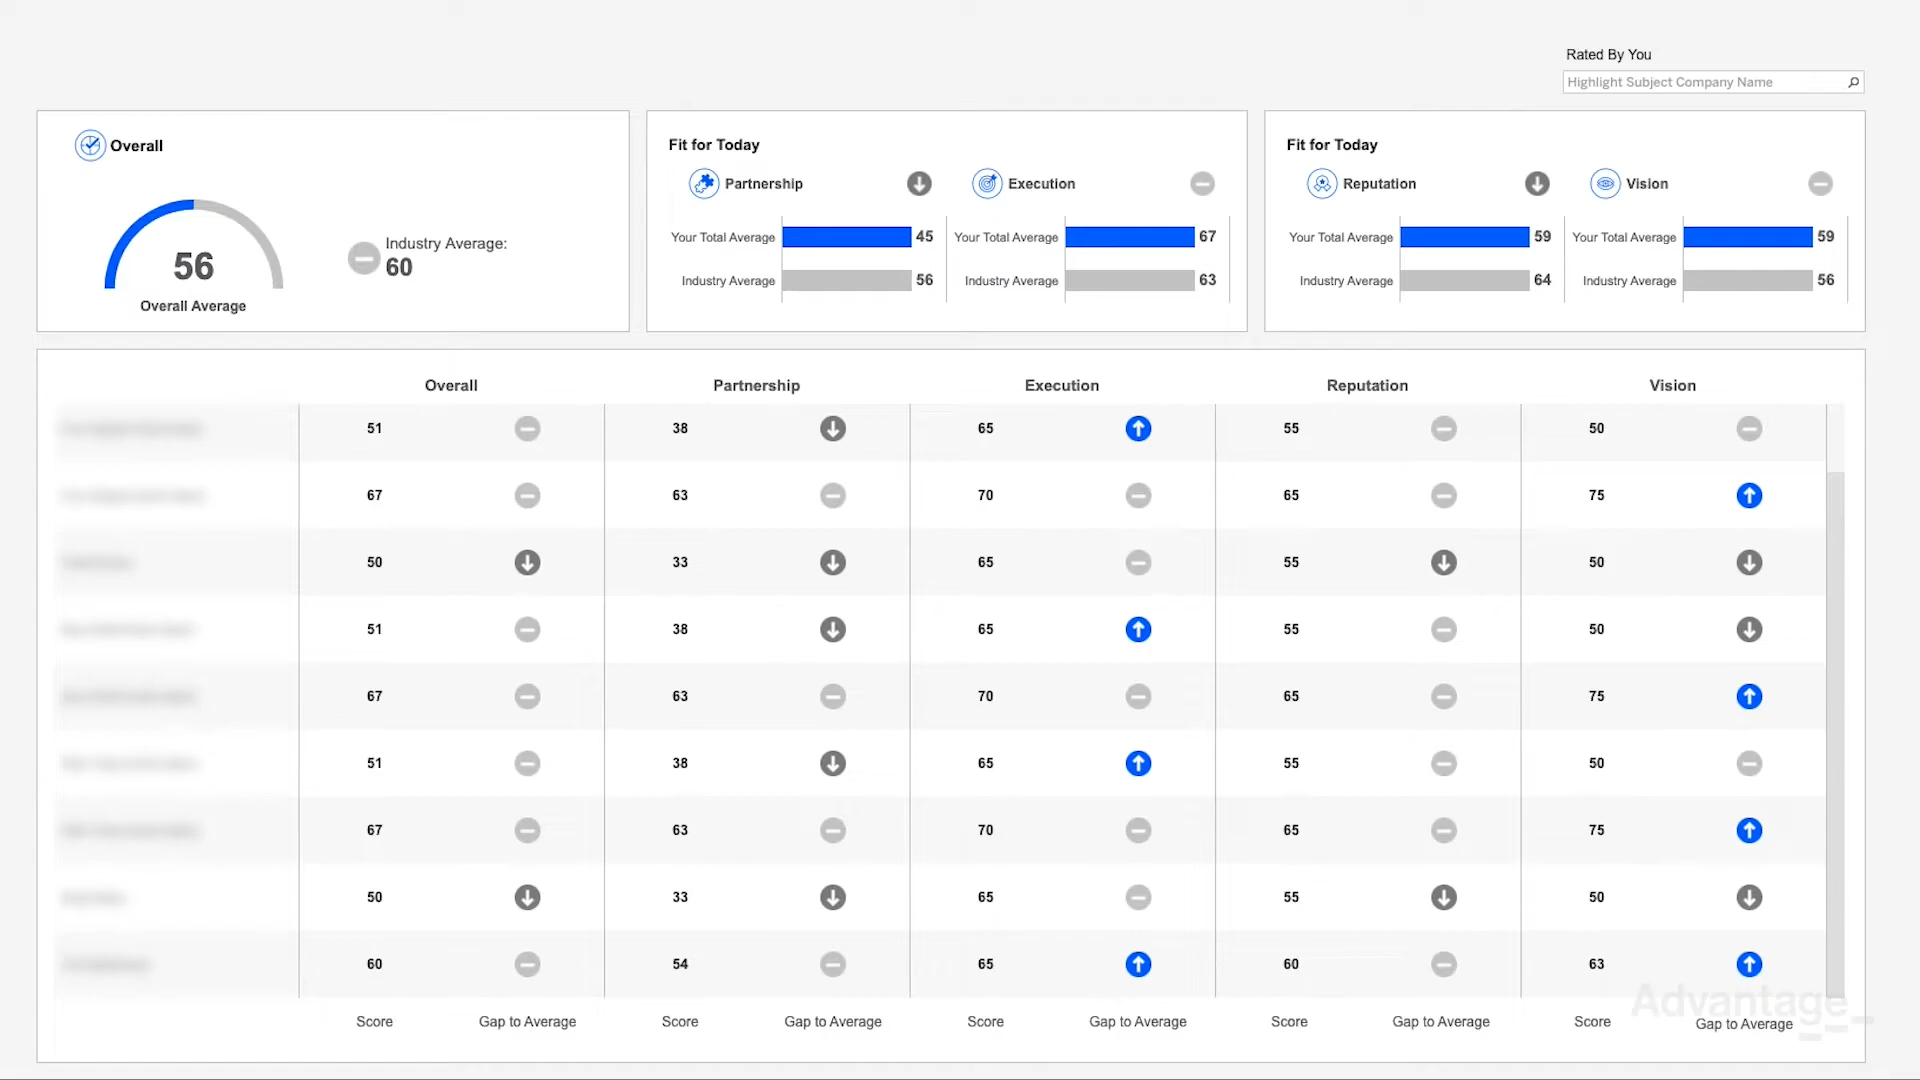 Rated By You
Highlight Subject Company Name
Overall
56
Overall Average
Industry Average:
60
Fit for Today
Partnership
Execution
Your Total Average 45
Industry Average 56
Your Total Average 67
Industry Average 63
Fit for Today
Reputation
Vision
Your Total Average 59
Industry Average 64
Your Total Average 59
Industry Average 56
Overall Partnership Execution Reputation Vision
51 38 65 55 50
67 63 70 65 75
50 33 65 55 50
51 38 65 55 50
67 63 70 65 75
51 38 65 55 50
67 63 70 65 75
50 33 65 55 50
60 54 65 60 63
Score Gap to Average Score Gap to Average Score Gap to Average Score Gap to Average Score Gap to Average
Advantage_